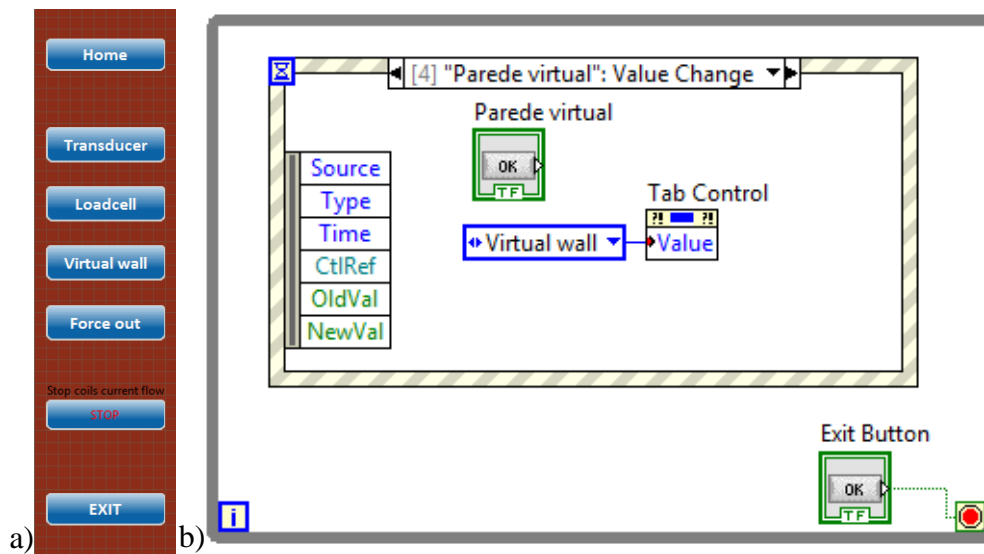 Home
Transducer
Loadcell
Virtual wall
Force out
Stop coils current flow
STOP
EXIT
a)
[4] "Parede virtual": Value Change
Parede virtual
OK
TF
Source
Type
Time
CtlRef
OldVal
NewVal
Tab Control
?! ?!
Virtual wall
Value
Exit Button
OK
TF
i
b)